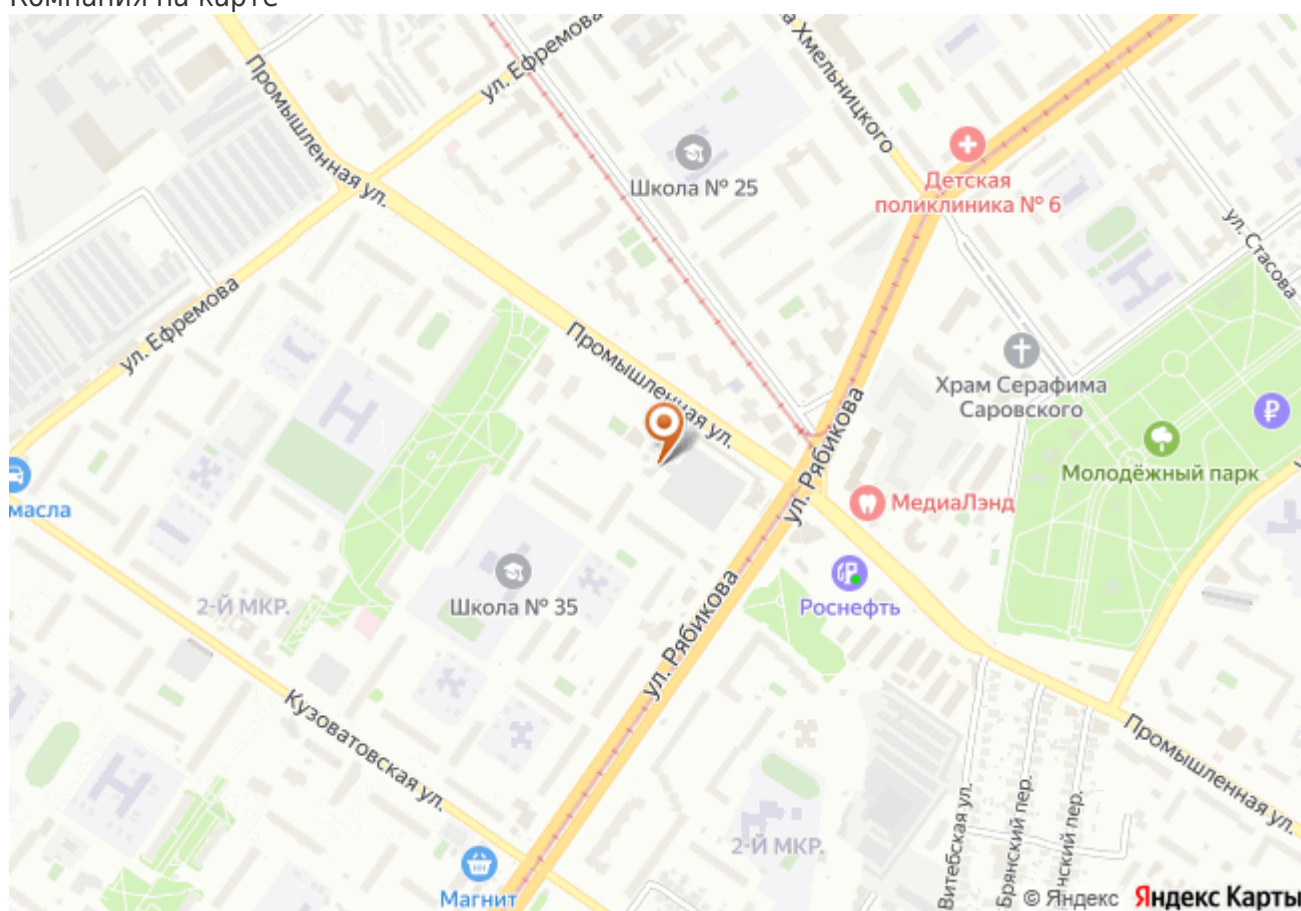 Компания на карте
ул. Ефремова
Хмельницкого
Промышленная ул.
Школа № 25
Детская
поликлиника № 6
ул. Стасова
ул. Ефремова
Промышленная ул.
Храм Серафима
Саровского
ул. Рябикова
Молодёжный парк
МедиаЛэнд
масла
Школа № 35
2-Й МКР.
Роснефть
ул. Рябикова
Кузоватовская ул.
Промышленная ул.
2-Й МКР.
Витебская ул.
Брянский пер.
нский пер.
Магнит
© Яндекс Яндекс Карты